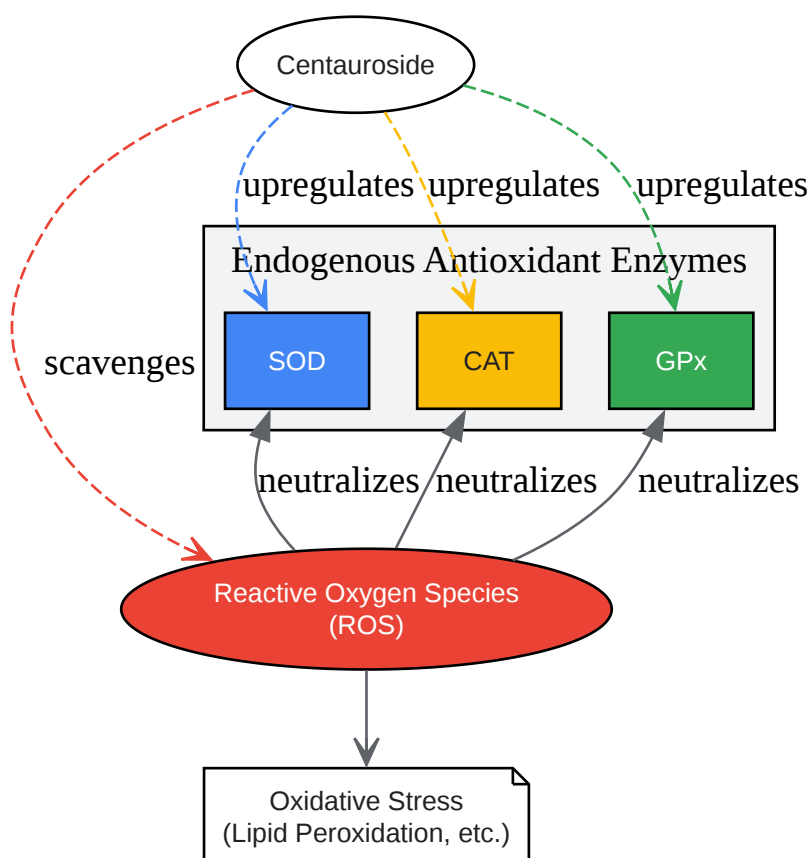 Centauroside
upregulates upregulates upregulates
Endogenous Antioxidant Enzymes
SOD CAT GPx
scavenges
neutralizes neutralizes neutralizes
Reactive Oxygen Species
(ROS)
Oxidative Stress
(Lipid Peroxidation, etc.)